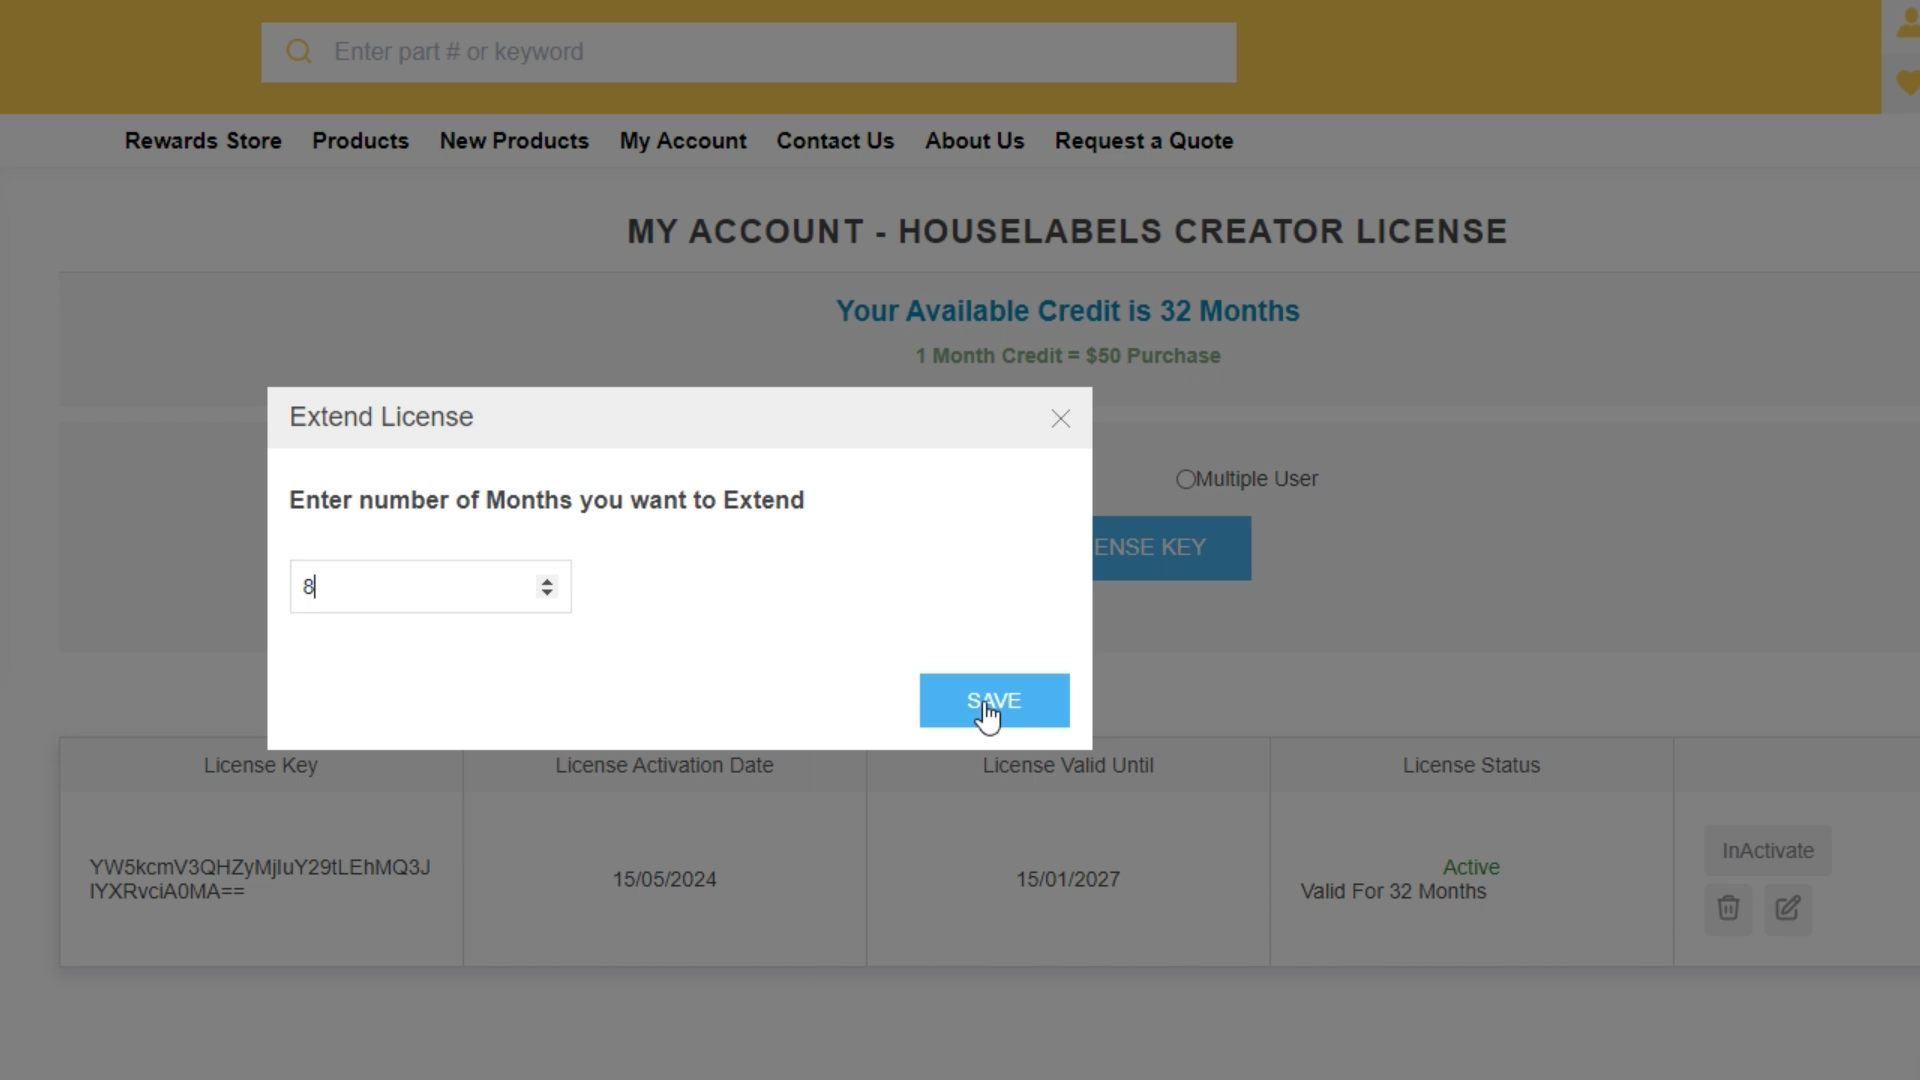 Enter part # or keyword
Rewards Store Products New Products My Account Contact Us About Us Request a Quote
MY ACCOUNT - HOUSELABELS CREATOR LICENSE
Your Available Credit is 32 Months
1 Month Credit = $50 Purchase
Extend License
Enter number of Months you want to Extend
Multiple User
ENSE KEY
8
SAVE
License Key License Activation Date License Valid Until License Status
YW5kcmV3QHZyMjIuY29tLEhMQ3J
IYXRvciA0MA==
15/05/2024
15/01/2027
Active
Valid For 32 Months
InActivate